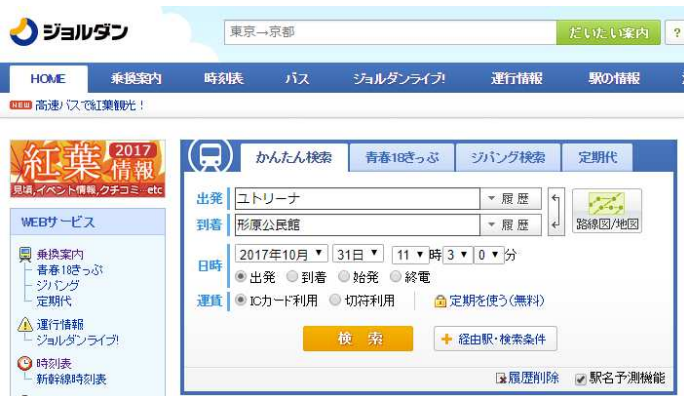 ジョルダン
東京→京都
だいたい案内
?
HOME 乗換案内 時刻表 バス ジョルダンライブ! 運行情報 駅の情報
NEW 高速バスで紅葉観光!
紅葉 2017 情報
見頃,イベント情報,クチコミ etc
かんたん検索 青春18きっぷ ジパング検索 定期代
出発 ユトリーナ ▼履歴
到着 形原公民館 ▼履歴
路線図/地図
日時 2017年10月 ▼ 31日 ▼ 11 ▼ 時 3 ▼ 0 ▼ 分
出発 到着 始発 終電
運賃 ICカード利用 切符利用 定期を使う(無料)
検索 + 経由駅・検索条件
履歴削除 駅名予測機能
WEBサービス
乗換案内
青春18きっぷ
ジパング
定期代
運行情報
ジョルダンライブ!
時刻表
新幹線時刻表